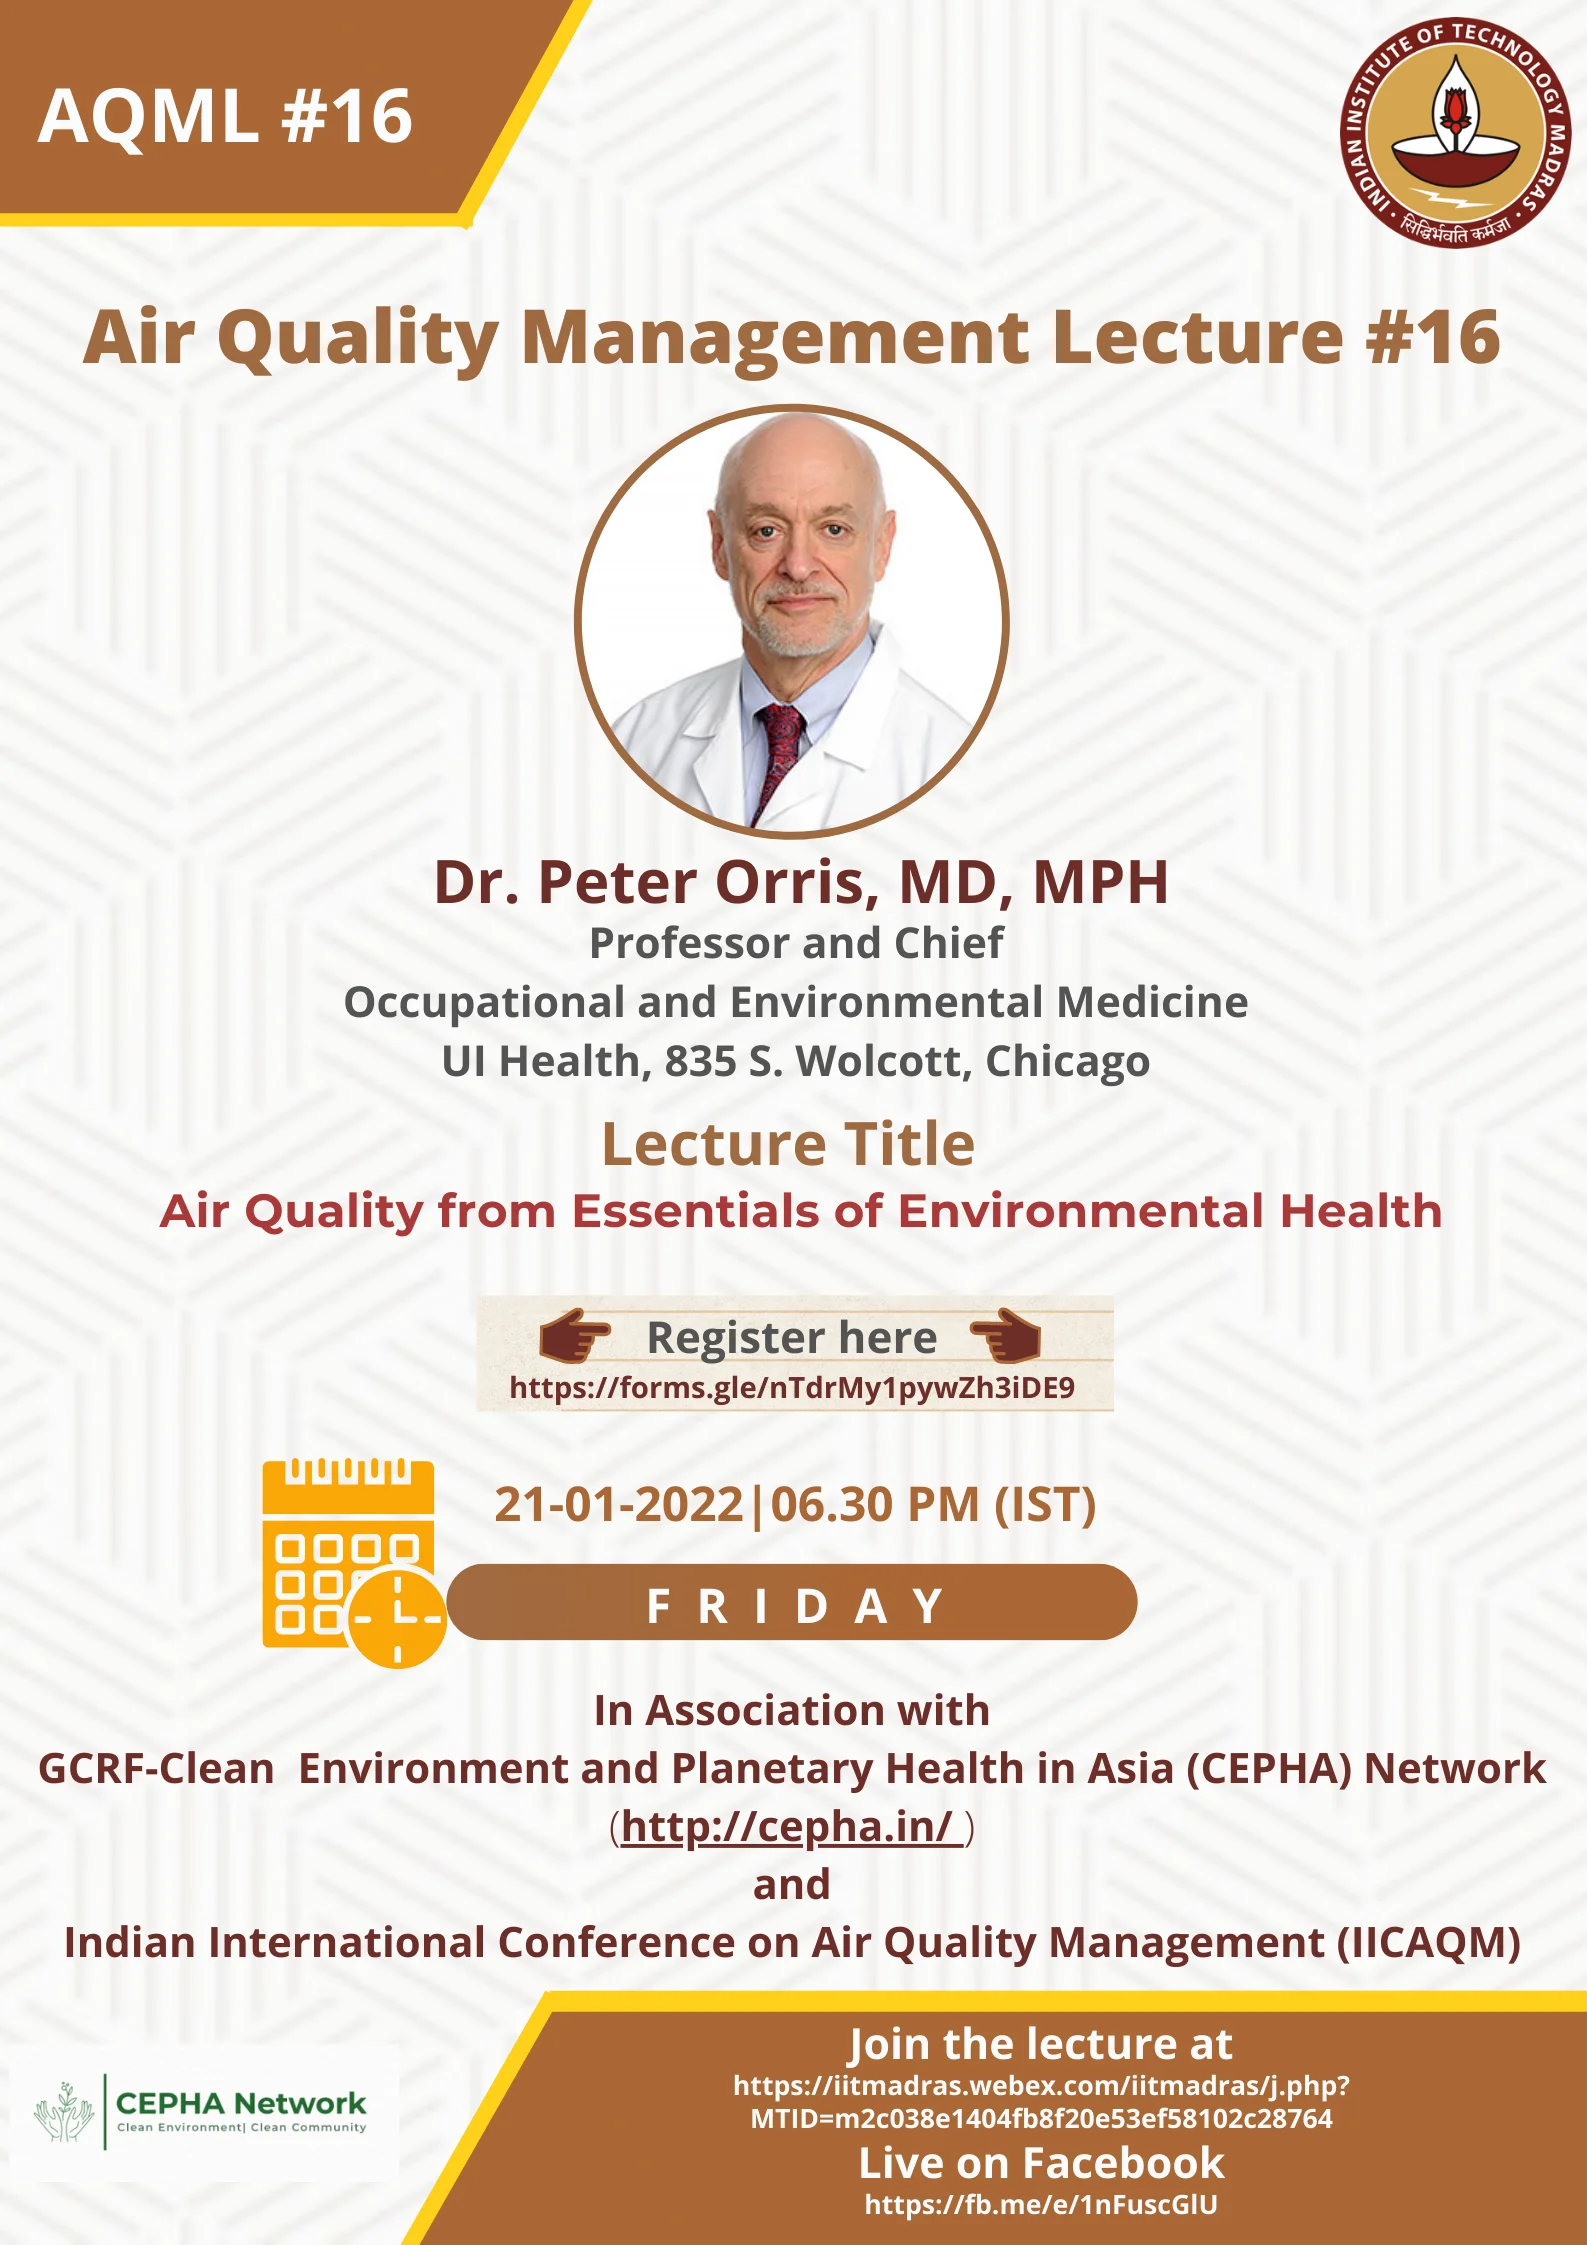 AQML #16
INDIAN INSTITUTE OF TECHNOLOGY MADRAS
सिद्धिर्भवति कर्मजा
Air Quality Management Lecture #16
Dr. Peter Orris, MD, MPH
Professor and Chief
Occupational and Environmental Medicine
UI Health, 835 S. Wolcott, Chicago
Lecture Title
Air Quality from Essentials of Environmental Health
Register here
https://forms.gle/nTdrMy1pywZh3iDE9
21-01-2022|06.30 PM (IST)
FRIDAY
In Association with
GCRF-Clean Environment and Planetary Health in Asia (CEPHA) Network
(http://cepha.in/ )
and
Indian International Conference on Air Quality Management (IICAQM)
CEPHA Network
Clean Environment| Clean Community
Join the lecture at
https://iitmadras.webex.com/iitmadras/j.php?
MTID=m2c038e1404fb8f20e53ef58102c28764
Live on Facebook
https://fb.me/e/1nFuscGlU